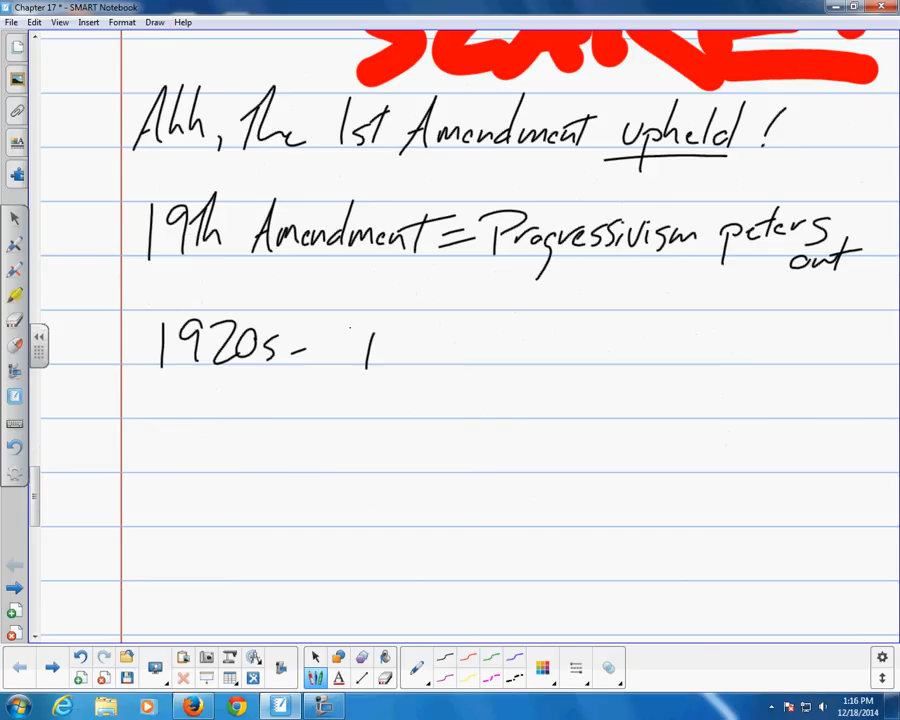 Chapter 17 * - SMART Notebook
File Edit View Insert Format Draw Help
SCARE!
Ahh, The 1st Amendment upheld!
19th Amendment = Progressivism peters
out
1920s -
1:16 PM
12/18/2014